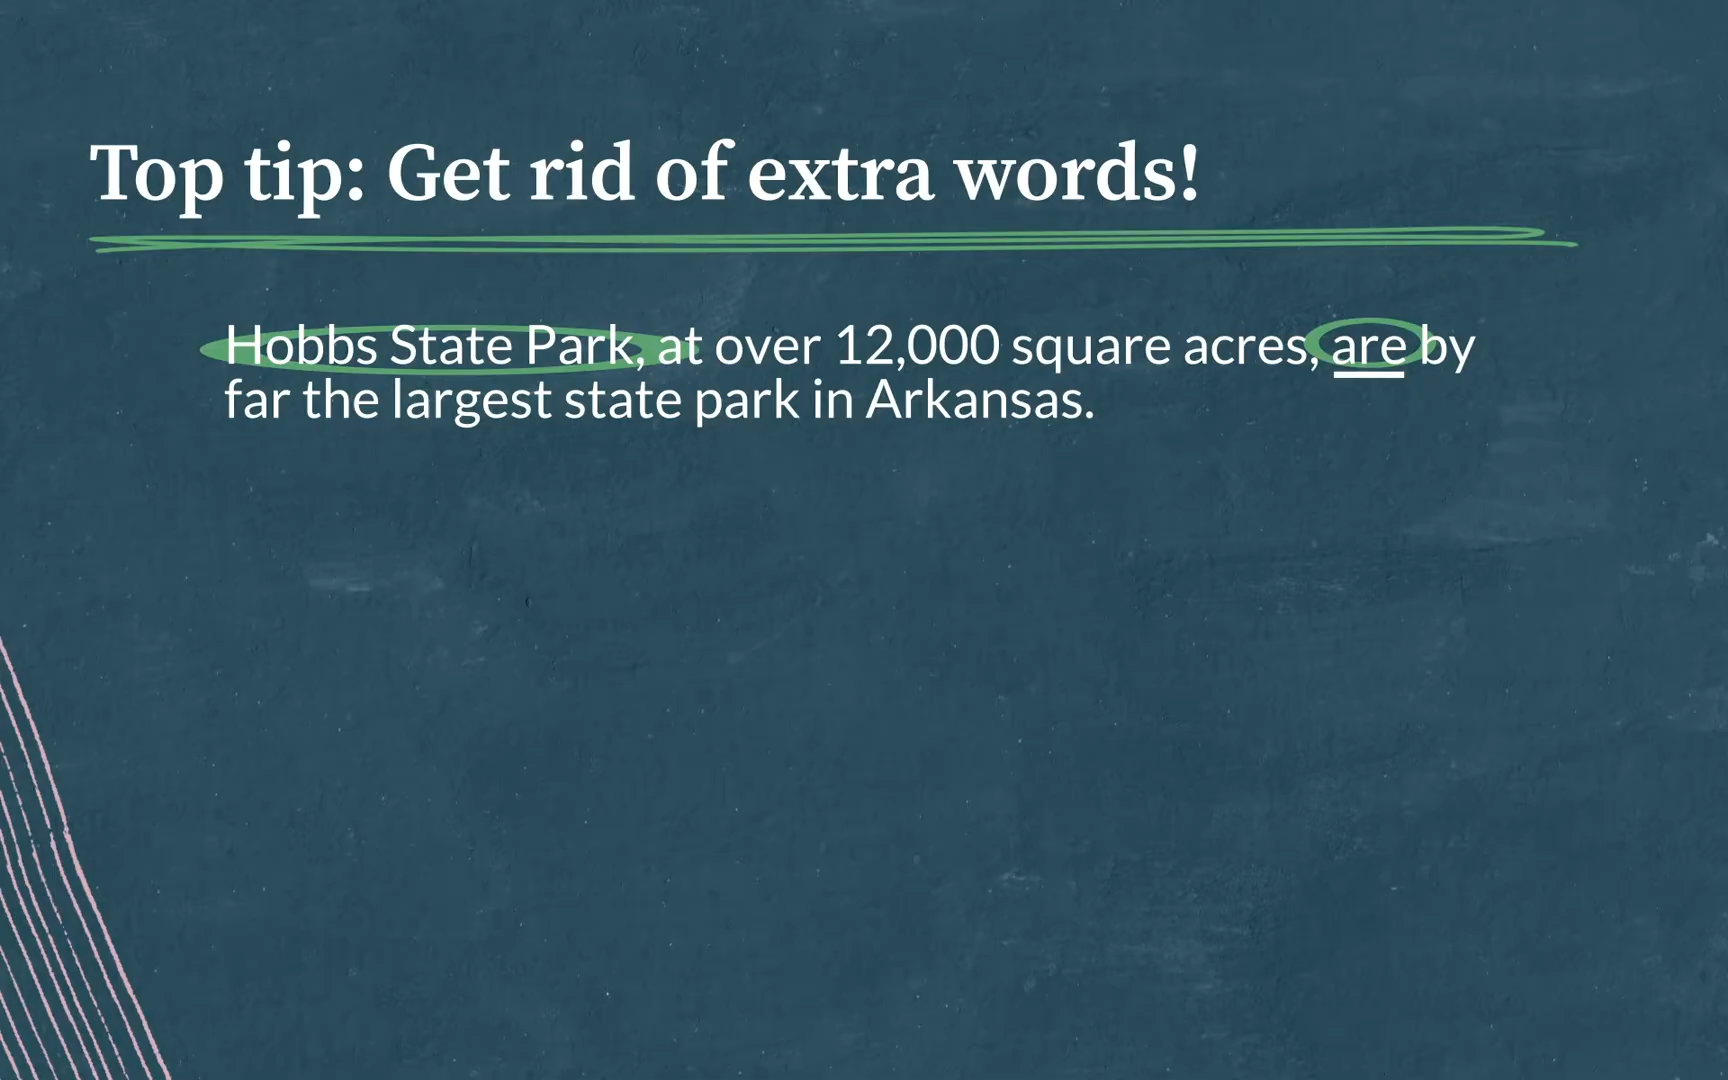 Top tip: Get rid of extra words!
Hobbs State Park, at over 12,000 square acres, are by
far the largest state park in Arkansas.